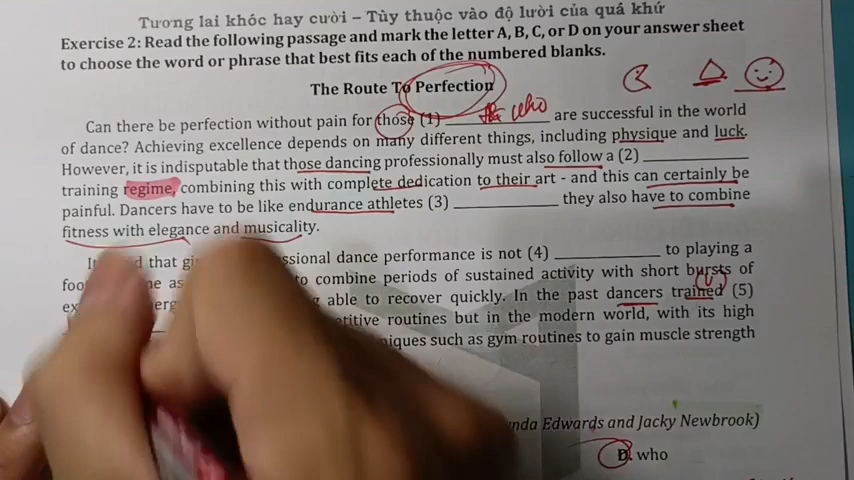 Tương lai khóc hay cười – Tùy thuộc vào độ lười của quá khứ
Exercise 2: Read the following passage and mark the letter A, B, C, or D on your answer sheet
to choose the word or phrase that best fits each of the numbered blanks.
The Route To Perfection
who
Can there be perfection without pain for those (1) __________ are successful in the world
of dance? Achieving excellence depends on many different things, including physique and luck.
However, it is indisputable that those dancing professionally must also follow a (2) __________
training regime, combining this with complete dedication to their art - and this can certainly be
painful. Dancers have to be like endurance athletes (3) __________ they also have to combine
fitness with elegance and musicality.
that professional dance performance is not (4) __________ to playing a
to combine periods of sustained activity with short bursts of
able to recover quickly. In the past dancers trained (5)
routines but in the modern world, with its high
such as gym routines to gain muscle strength
Edwards and Jacky Newbrook)
D. who